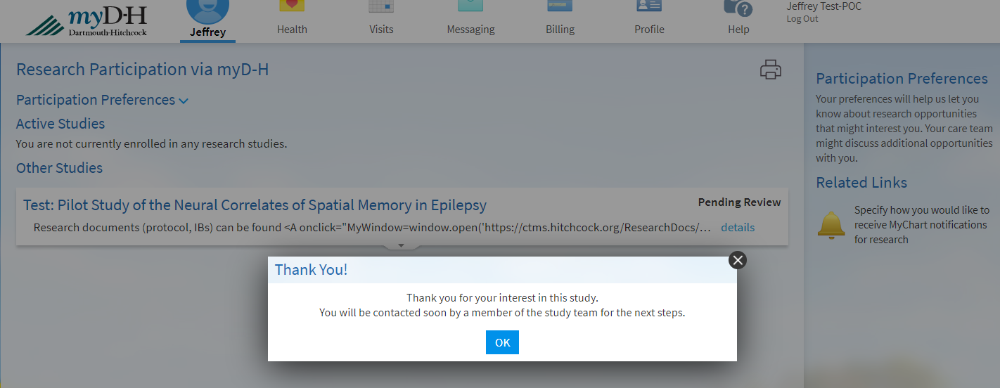 myD-H
Dartmouth-Hitchcock
Jeffrey
Health
Visits
Messaging
Billing
Profile
Help
Jeffrey Test-POC
Log Out
Research Participation via myD-H
Participation Preferences
Active Studies
You are not currently enrolled in any research studies.
Other Studies
Test: Pilot Study of the Neural Correlates of Spatial Memory in Epilepsy
Pending Review
Research documents (protocol, IBs) can be found <A onclick="MyWindow=window.open('https://ctms.hitchcock.org/ResearchDocs/... details
Thank You!
Thank you for your interest in this study.
You will be contacted soon by a member of the study team for the next steps.
OK
Participation Preferences
Your preferences will help us let you
know about research opportunities
that might interest you. Your care team
might discuss additional opportunities
with you.
Related Links
Specify how you would like to
receive MyChart notifications
for research